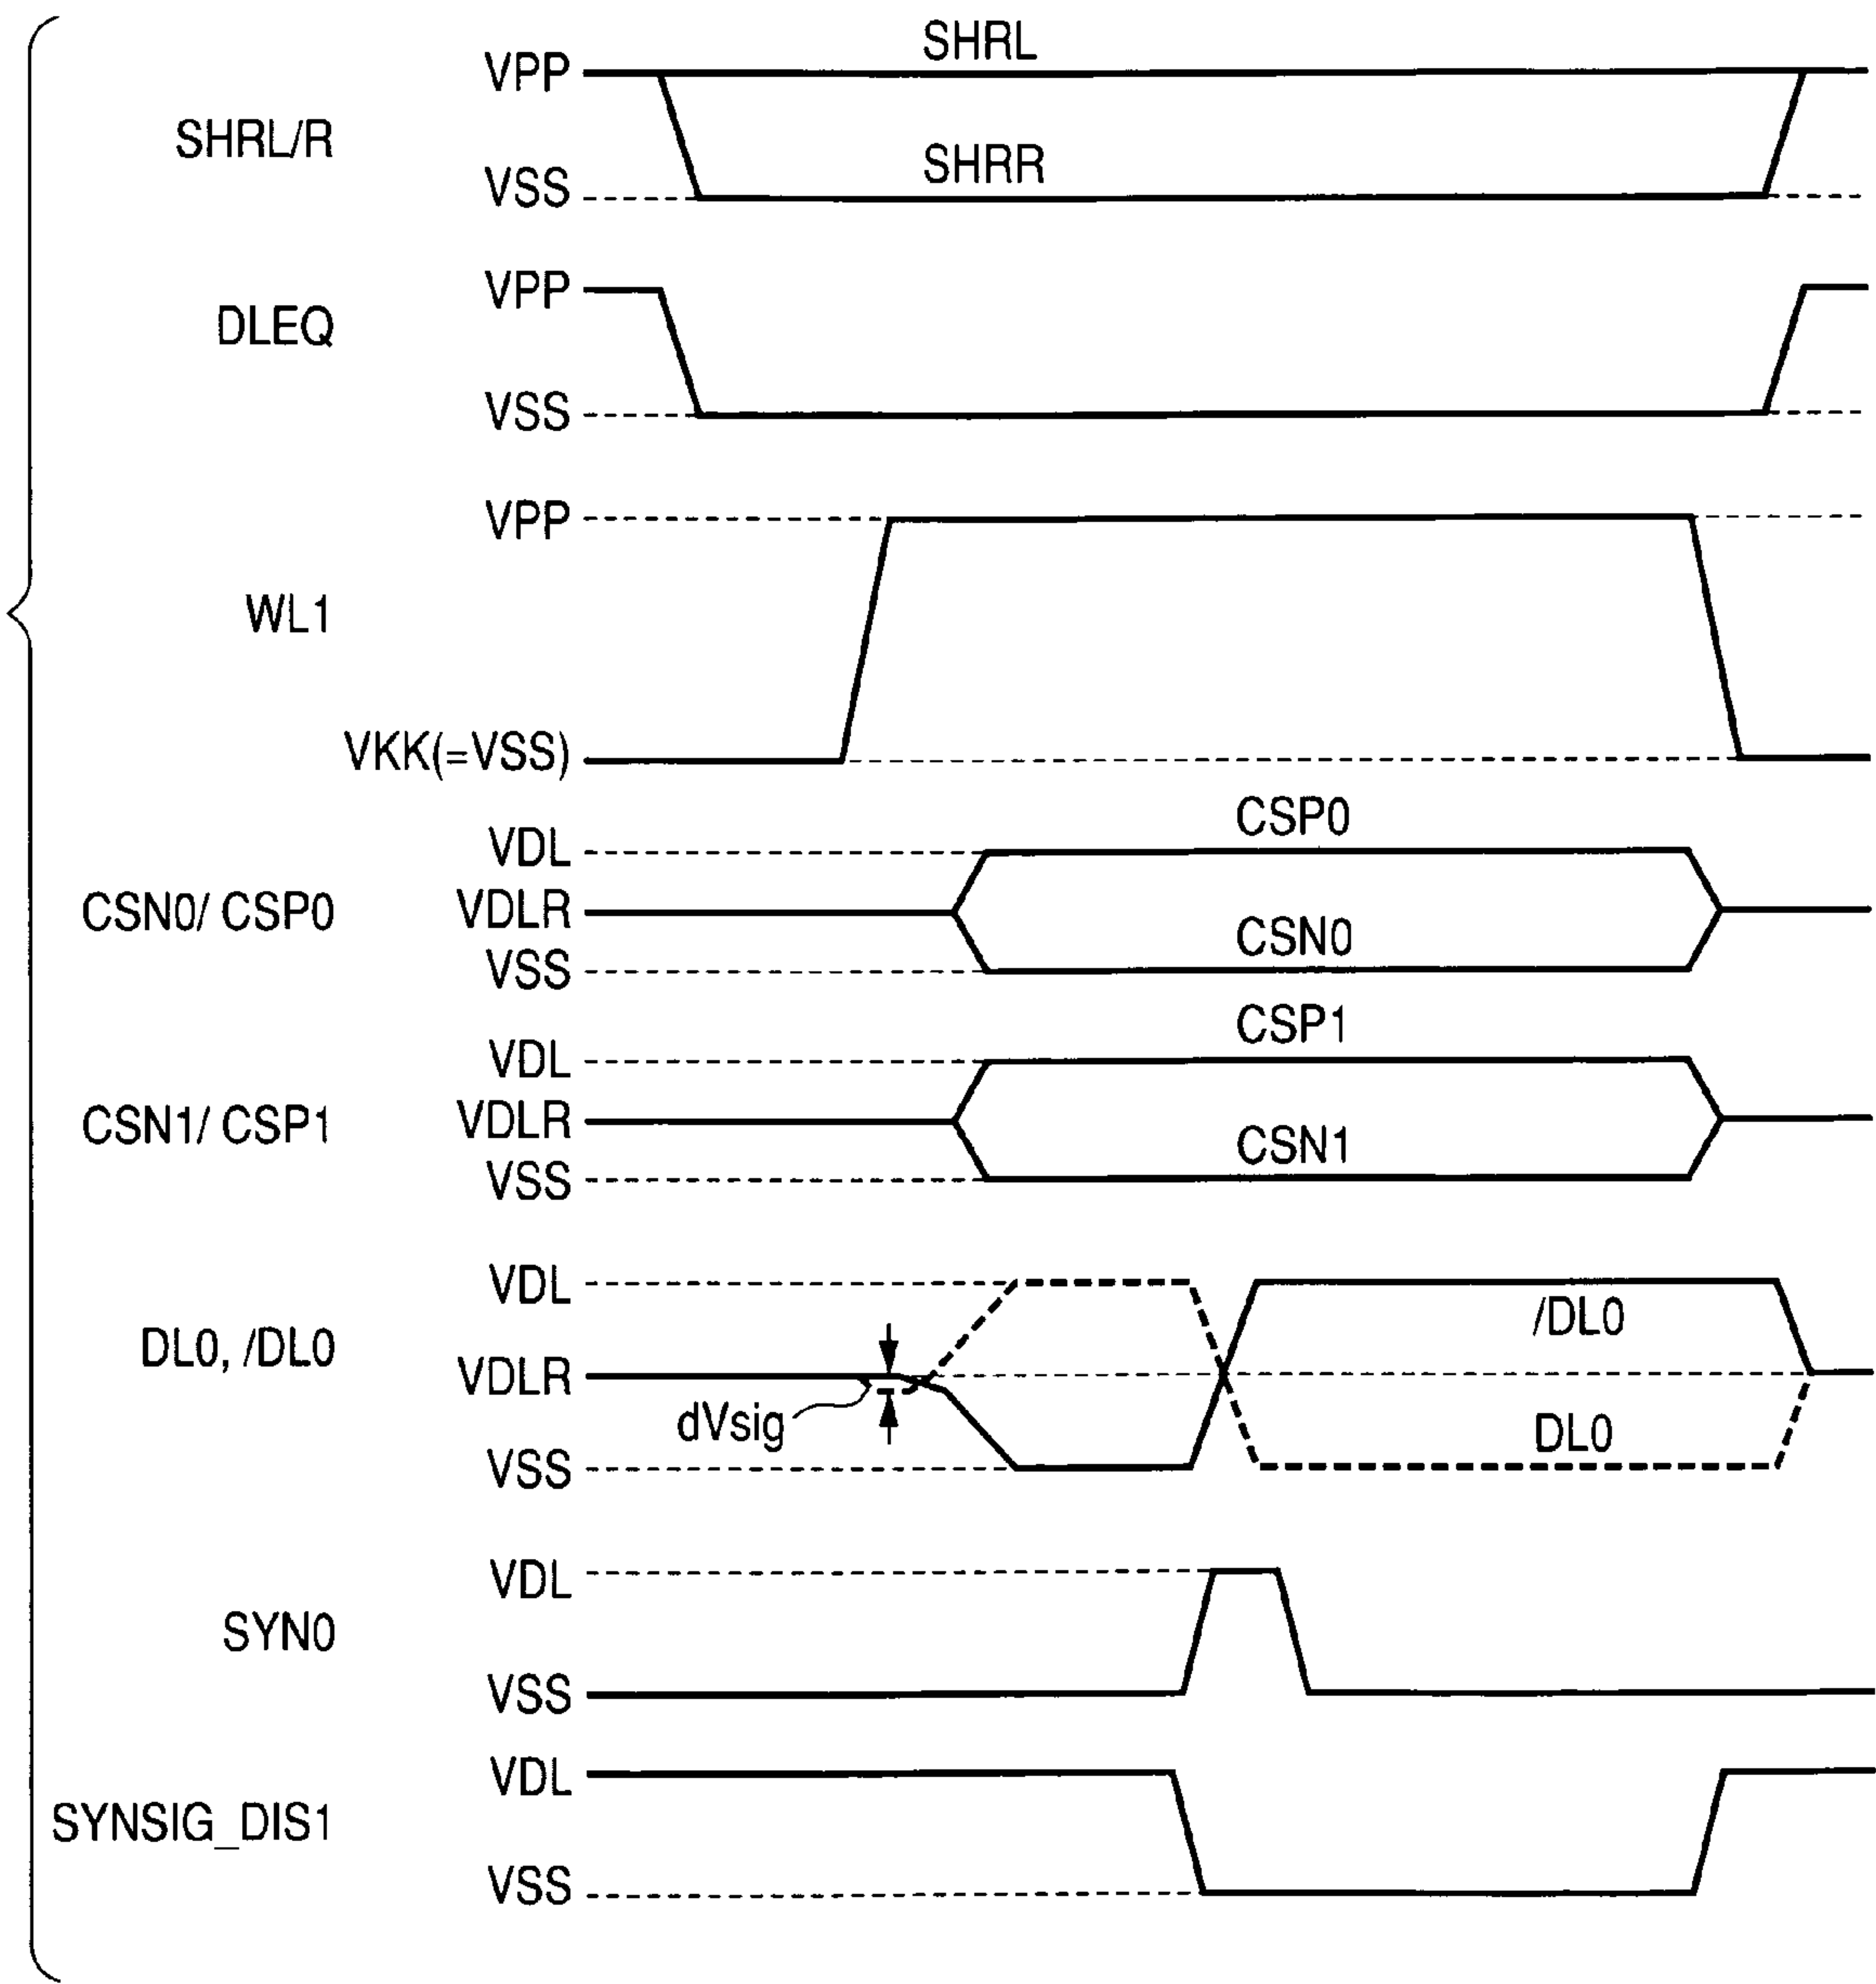 SHRL
VPP
SHRL/R
SHRR
VSS
VPP
DLEQ
VSS
VPP
WL1
VKK(=VSS)
CSP0
VDL
CSN0/ CSP0
VDLR
CSN0
VSS
CSP1
VDL
CSN1/ CSP1
VDLR
CSN1
VSS
VDL
/DL0
DL0, /DL0
VDLR
dVsig
DL0
VSS
VDL
SYN0
VSS
VDL
SYNSIG_DIS1
VSS